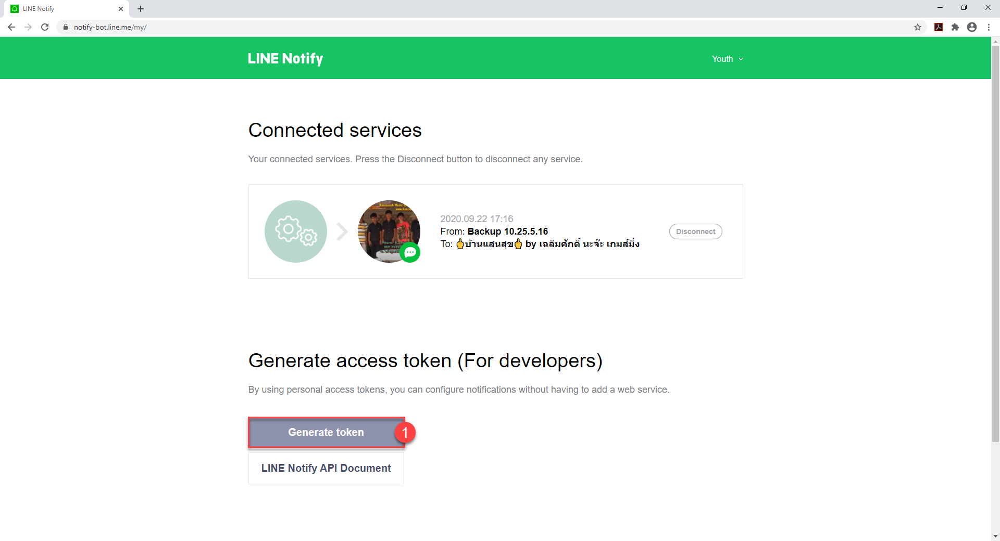 LINE Notify
notify-bot.line.me/my/
LINE Notify
Youth
Connected services
Your connected services. Press the Disconnect button to disconnect any service.
2020.09.22 17:16
From: Backup 10.25.5.16
Disconnect
To: 🖕บ้านแสนสุข🖕 by เฉลิมศักดิ์ นะจ๊ะ เกมส์มิ่ง
Generate access token (For developers)
By using personal access tokens, you can configure notifications without having to add a web service.
Generate token
1
LINE Notify API Document